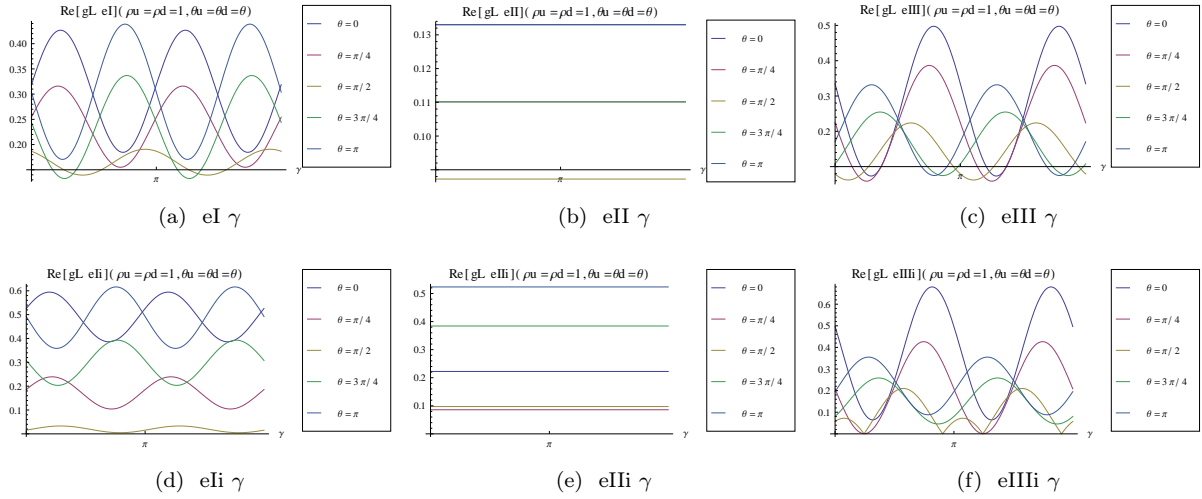 Re[gL eI](ρu=ρd=1,θu=θd=θ)
0.40
0.35
0.30
0.25
0.20
π
γ
θ=0
θ=π/4
θ=π/2
θ=3π/4
θ=π
(a) eI γ
Re[gL eII](ρu=ρd=1,θu=θd=θ)
0.13
0.12
0.11
0.10
π
γ
θ=0
θ=π/4
θ=π/2
θ=3π/4
θ=π
(b) eII γ
Re[gL eIII](ρu=ρd=1,θu=θd=θ)
0.5
0.4
0.3
0.2
π
γ
θ=0
θ=π/4
θ=π/2
θ=3π/4
θ=π
(c) eIII γ
Re[gL eIi](ρu=ρd=1,θu=θd=θ)
0.6
0.5
0.4
0.3
0.2
0.1
π
γ
θ=0
θ=π/4
θ=π/2
θ=3π/4
θ=π
(d) eIi γ
Re[gL eIIi](ρu=ρd=1,θu=θd=θ)
0.5
0.4
0.3
0.2
0.1
π
γ
θ=0
θ=π/4
θ=π/2
θ=3π/4
θ=π
(e) eIIi γ
Re[gL eIIIi](ρu=ρd=1,θu=θd=θ)
0.6
0.5
0.4
0.3
0.2
0.1
π
γ
θ=0
θ=π/4
θ=π/2
θ=3π/4
θ=π
(f) eIIIi γ